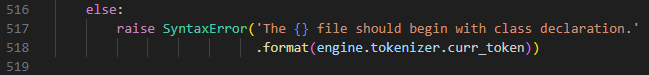 516 else:
517 raise SyntaxError('The {} file should begin with class declaration.'
518 .format(engine.tokenizer.curr_token))
519